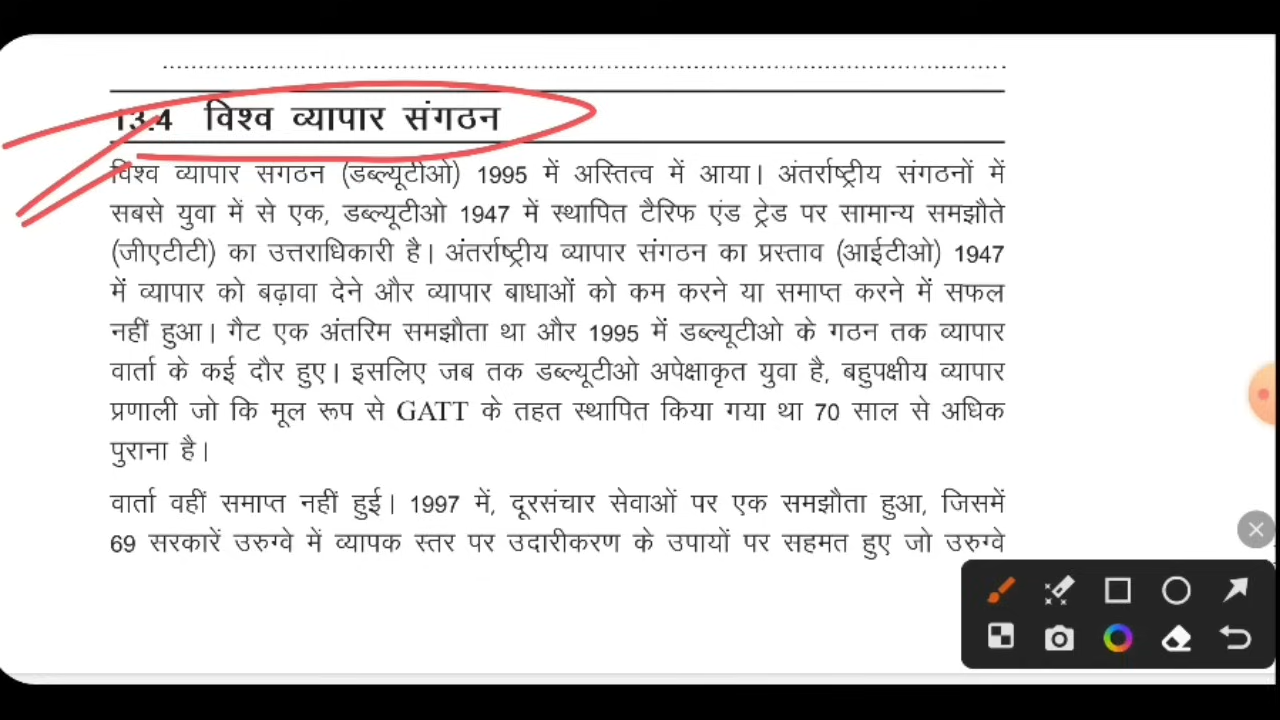 13.4 विश्व व्यापार संगठन
विश्व व्यापार संगठन (डब्ल्यूटीओ) 1995 में अस्तित्व में आया। अंतर्राष्ट्रीय संगठनों में
सबसे युवा में से एक, डब्ल्यूटीओ 1947 में स्थापित टैरिफ एंड ट्रेड पर सामान्य समझौते
(जीएटीटी) का उत्तराधिकारी है। अंतर्राष्ट्रीय व्यापार संगठन का प्रस्ताव (आईटीओ) 1947
में व्यापार को बढ़ावा देने और व्यापार बाधाओं को कम करने या समाप्त करने में सफल
नहीं हुआ। गैट एक अंतरिम समझौता था और 1995 में डब्ल्यूटीओ के गठन तक व्यापार
वार्ता के कई दौर हुए। इसलिए जब तक डब्ल्यूटीओ अपेक्षाकृत युवा है, बहुपक्षीय व्यापार
प्रणाली जो कि मूल रूप से GATT के तहत स्थापित किया गया था 70 साल से अधिक
पुराना है।
वार्ता वहीं समाप्त नहीं हुई। 1997 में, दूरसंचार सेवाओं पर एक समझौता हुआ, जिसमें
69 सरकारें उरुग्वे में व्यापक स्तर पर उदारीकरण के उपायों पर सहमत हुए जो उरुग्वे